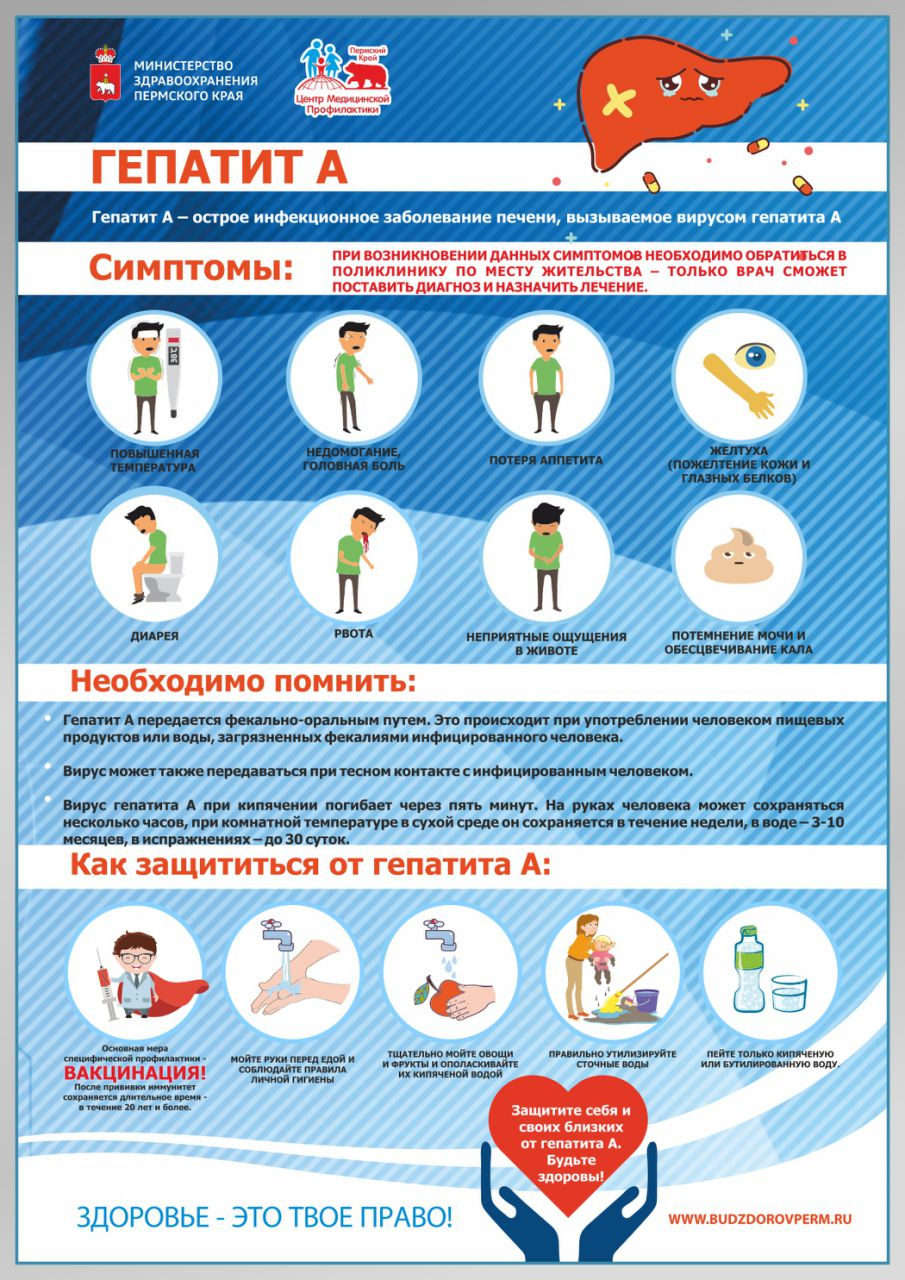 МИНИСТЕРСТВО
ЗДРАВООХРАНЕНИЯ
ПЕРМСКОГО КРАЯ
Пермский
Край
Центр Медицинской
Профилактики
ГЕПАТИТ А
Гепатит А – острое инфекционное заболевание печени, вызываемое вирусом гепатита А
Симптомы:
ПРИ ВОЗНИКНОВЕНИИ ДАННЫХ СИМПТОМОВ НЕОБХОДИМО ОБРАТИТЬСЯ В
ПОЛИКЛИНИКУ ПО МЕСТУ ЖИТЕЛЬСТВА – ТОЛЬКО ВРАЧ СМОЖЕТ
ПОСТАВИТЬ ДИАГНОЗ И НАЗНАЧИТЬ ЛЕЧЕНИЕ.
38°C
ПОВЫШЕННАЯ
ТЕМПЕРАТУРА
НЕДОМОГАНИЕ,
ГОЛОВНАЯ БОЛЬ
ПОТЕРЯ АППЕТИТА
ЖЕЛТУХА
(ПОЖЕЛТЕНИЕ КОЖИ И
ГЛАЗНЫХ БЕЛКОВ)
ДИАРЕЯ
РВОТА
НЕПРИЯТНЫЕ ОЩУЩЕНИЯ
В ЖИВОТЕ
ПОТЕМНЕНИЕ МОЧИ И
ОБЕСЦВЕЧИВАНИЕ КАЛА
Необходимо помнить:
• Гепатит А передается фекально-оральным путем. Это происходит при употреблении человеком пищевых
продуктов или воды, загрязненных фекалиями инфицированного человека.
• Вирус может также передаваться при тесном контакте с инфицированным человеком.
• Вирус гепатита А при кипячении погибает через пять минут. На руках человека может сохраняться
несколько часов, при комнатной температуре в сухой среде он сохраняется в течение недели, в воде – 3-10
месяцев, в испражнениях – до 30 суток.
Как защититься от гепатита А:
Основная мера
специфической профилактики -
ВАКЦИНАЦИЯ!
После прививки иммунитет
сохраняется длительное время -
в течение 20 лет и более.
МОЙТЕ РУКИ ПЕРЕД ЕДОЙ И
СОБЛЮДАЙТЕ ПРАВИЛА
ЛИЧНОЙ ГИГИЕНЫ
ТЩАТЕЛЬНО МОЙТЕ ОВОЩИ
И ФРУКТЫ И ОПОЛАСКИВАЙТЕ
ИХ КИПЯЧЕНОЙ ВОДОЙ
ПРАВИЛЬНО УТИЛИЗИРУЙТЕ
СТОЧНЫЕ ВОДЫ
ПЕЙТЕ ТОЛЬКО КИПЯЧЕНУЮ
ИЛИ БУТИЛИРОВАННУЮ ВОДУ.
Защитите себя и
своих близких
от гепатита А.
Будьте
здоровы!
ЗДОРОВЬЕ - ЭТО ТВОЕ ПРАВО!
WWW.BUDZDOROVPERM.RU